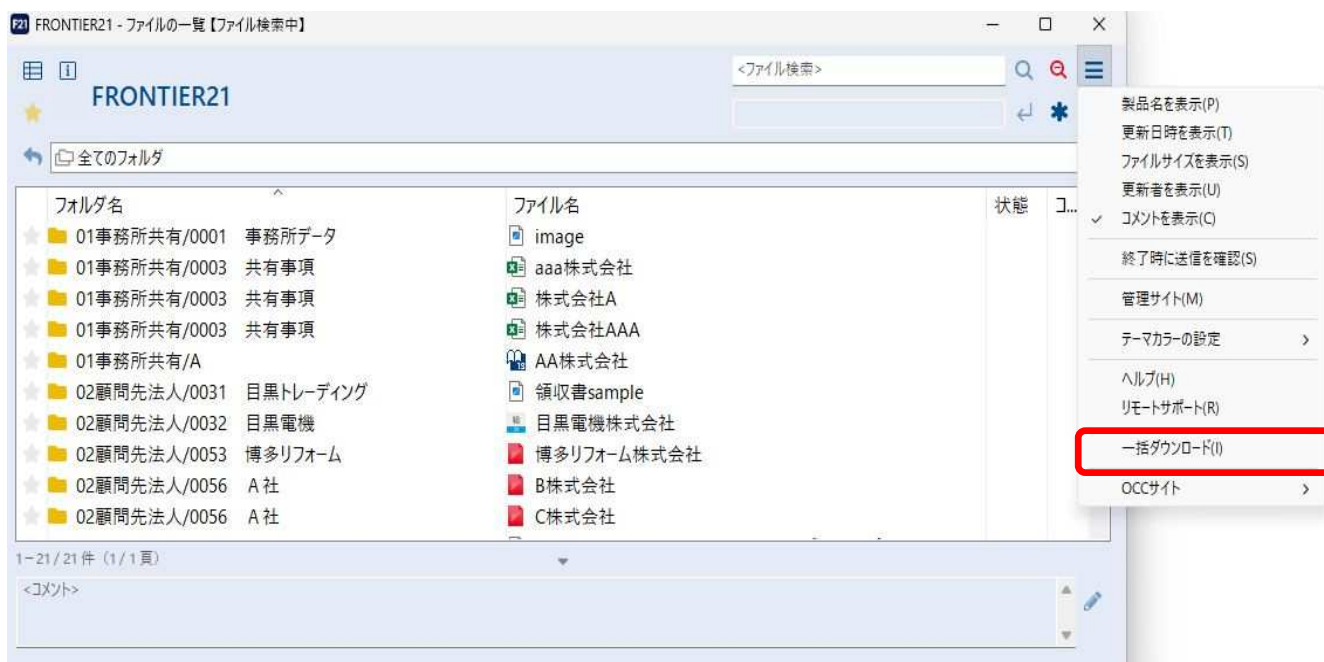 F21 FRONTIER21 - ファイルの一覧【ファイル検索中】
<ファイル検索>
FRONTIER21
全てのフォルダ
フォルダ名 ファイル名 状態 コ...
01事務所共有/0001 事務所データ image
01事務所共有/0003 共有事項 aaa株式会社
01事務所共有/0003 共有事項 株式会社A
01事務所共有/0003 共有事項 株式会社AAA
01事務所共有/A AA株式会社
02顧問先法人/0031 目黒トレーディング 領収書sample
02顧問先法人/0032 目黒電機 目黒電機株式会社
02顧問先法人/0053 博多リフォーム 博多リフォーム株式会社
02顧問先法人/0056 A社 B株式会社
02顧問先法人/0056 A社 C株式会社
1-21/21件 (1/1頁)
<コメント>
製品名を表示(P)
更新日時を表示(T)
ファイルサイズを表示(S)
更新者を表示(U)
コメントを表示(C)
終了時に送信を確認(S)
管理サイト(M)
テーマカラーの設定
ヘルプ(H)
リモートサポート(R)
一括ダウンロード(I)
OCCサイト